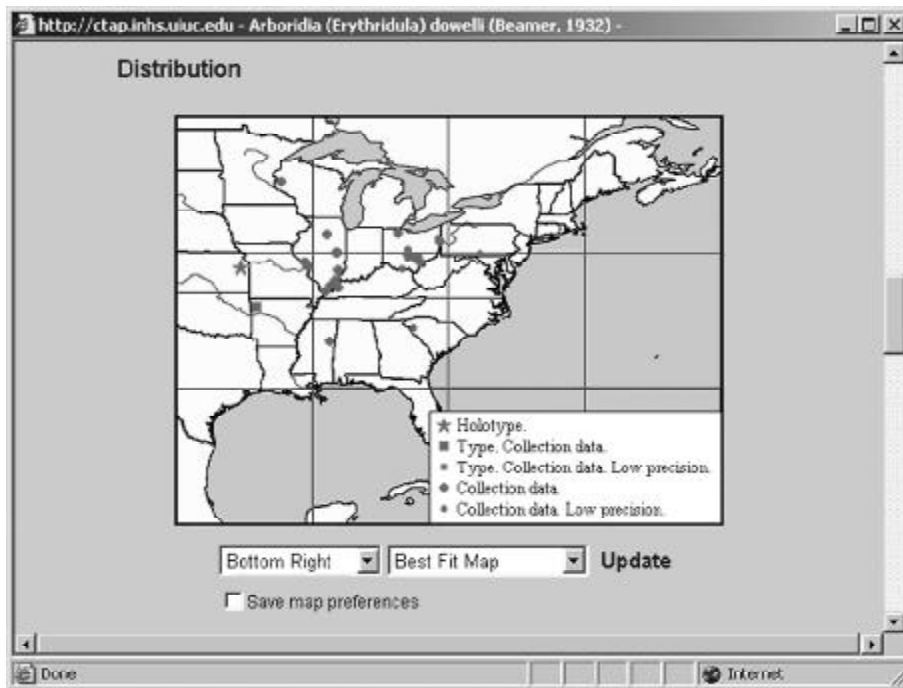 http://ctap.inhs.uiuc.edu - Arboridia (Erythridula) dowelli (Beamer, 1932) -
Distribution
Holotype.
Type. Collection data.
Type. Collection data. Low precision.
Collection data.
Collection data. Low precision.
Bottom Right Best Fit Map Update
Save map preferences
Done Internet